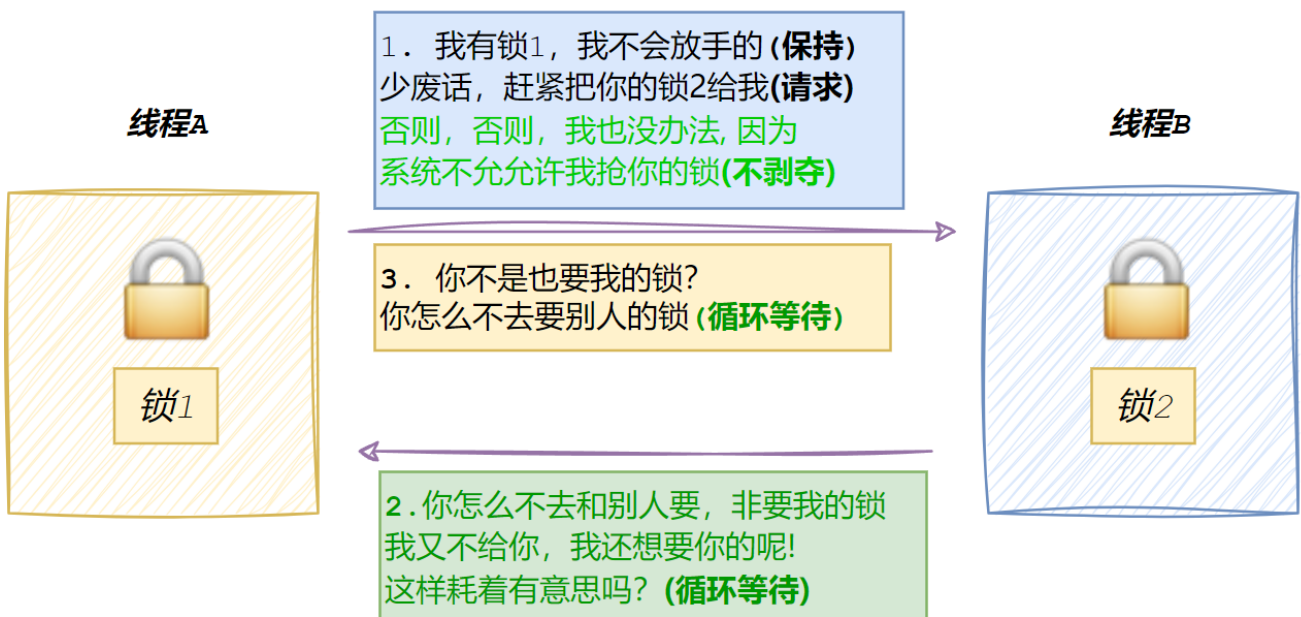 线程A
1. 我有锁1，我不会放手的(保持)
少废话，赶紧把你的锁2给我(请求)
否则，否则，我也没办法,因为
系统不允允许我抢你的锁(不剥夺)
线程B
锁1
3. 你不是也要我的锁?
你怎么不去要别人的锁(循环等待)
锁2
2.你怎么不去和别人要，非要我的锁
我又不给你，我还想要你的呢!
这样耗着有意思吗? (循环等待)